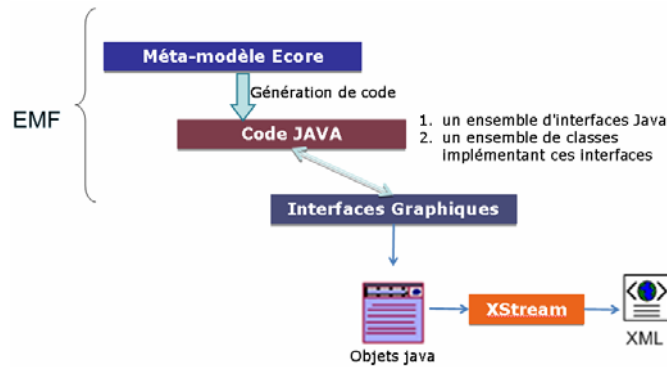 Méta-modèle Ecore
Génération de code
EMF
Code JAVA
1. un ensemble d'interfaces Java
2. un ensemble de classes
implémentant ces interfaces
Interfaces Graphiques
XStream
Objets java
XML